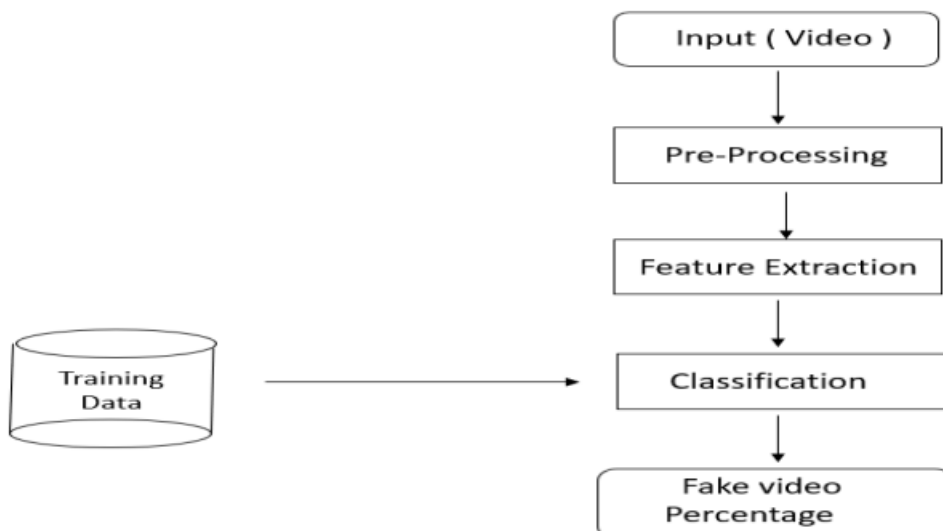 Input ( Video )
Pre-Processing
Feature Extraction
Training
Data
Classification
Fake video
Percentage